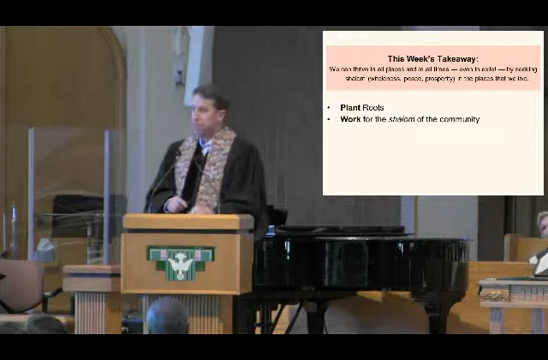 This Week's Takeaway:
We can thrive in all places and in all times — even in exile! — by seeking
shalom (wholeness, peace, prosperity) in the places that we live.
• Plant Roots
• Work for the shalom of the community